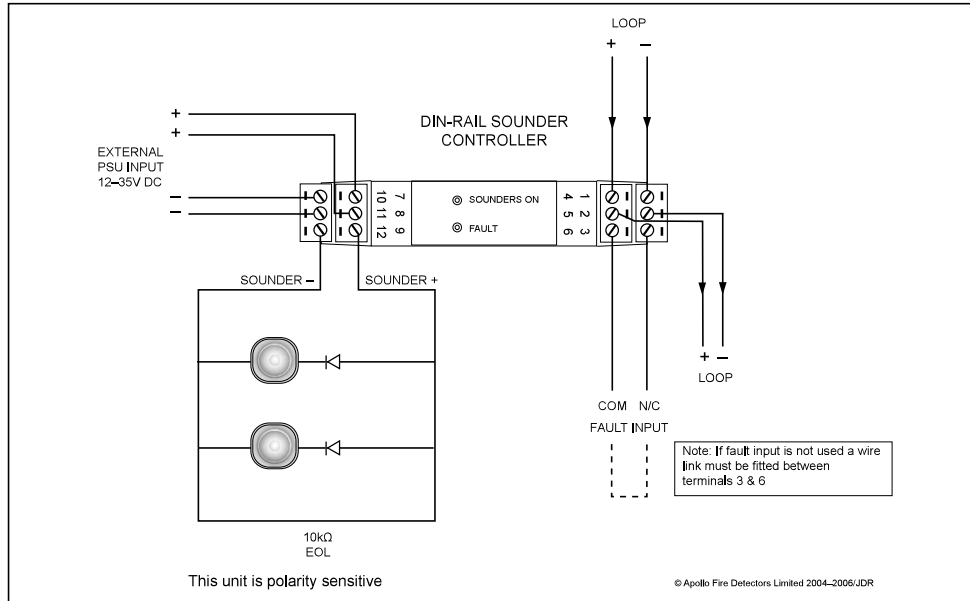 LOOP
+ −
+
+
DIN-RAIL SOUNDER
CONTROLLER
EXTERNAL
PSU INPUT
12–35V DC
−
−
10 7
11 8
12 9
SOUNDERS ON
FAULT
4 1
5 2
6 3
SOUNDER −
SOUNDER +
+ −
LOOP
COM N/C
FAULT INPUT
Note: If fault input is not used a wire
link must be fitted between
terminals 3 & 6
10kΩ
EOL
This unit is polarity sensitive
© Apollo Fire Detectors Limited 2004–2006/JDR